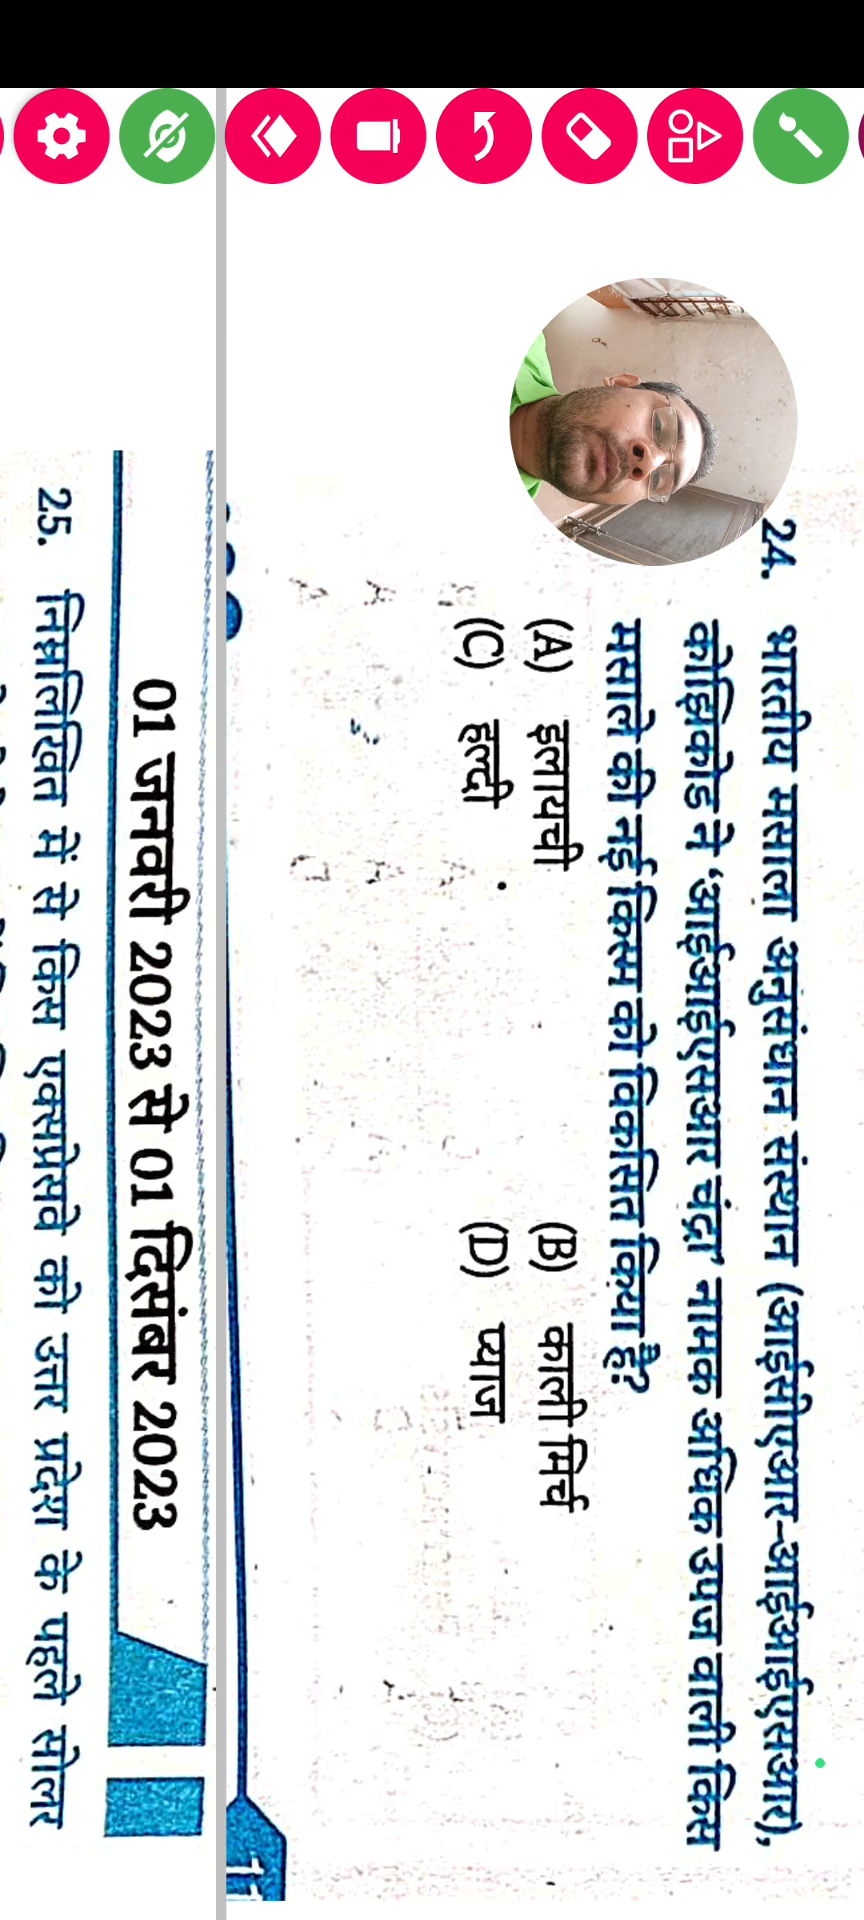 24. भारतीय मसाला अनुसंधान संस्थान (आईसीएआर-आईआईएसआर),
कोझिकोड ने 'आईआईएसआर चंद्रा' नामक अधिक उपज वाली किस
मसाले की नई किस्म को विकसित किया है?
(A) इलायची (B) काली मिर्च
(C) हल्दी (D) प्याज
11
01 जनवरी 2023 से 01 दिसंबर 2023
25. निम्नलिखित में से किस एक्सप्रेसवे को उत्तर प्रदेश के पहले सोलर